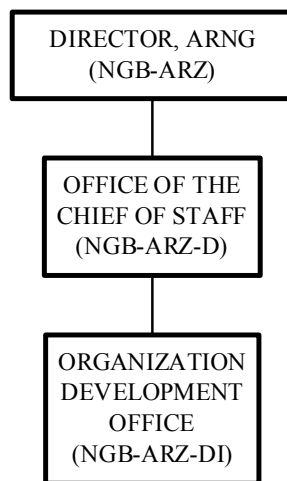 DIRECTOR, ARNG
(NGB-ARZ)
OFFICE OF THE
CHIEF OF STAFF
(NGB-ARZ-D)
ORGANIZATION
DEVELOPMENT
OFFICE
(NGB-ARZ-DI)